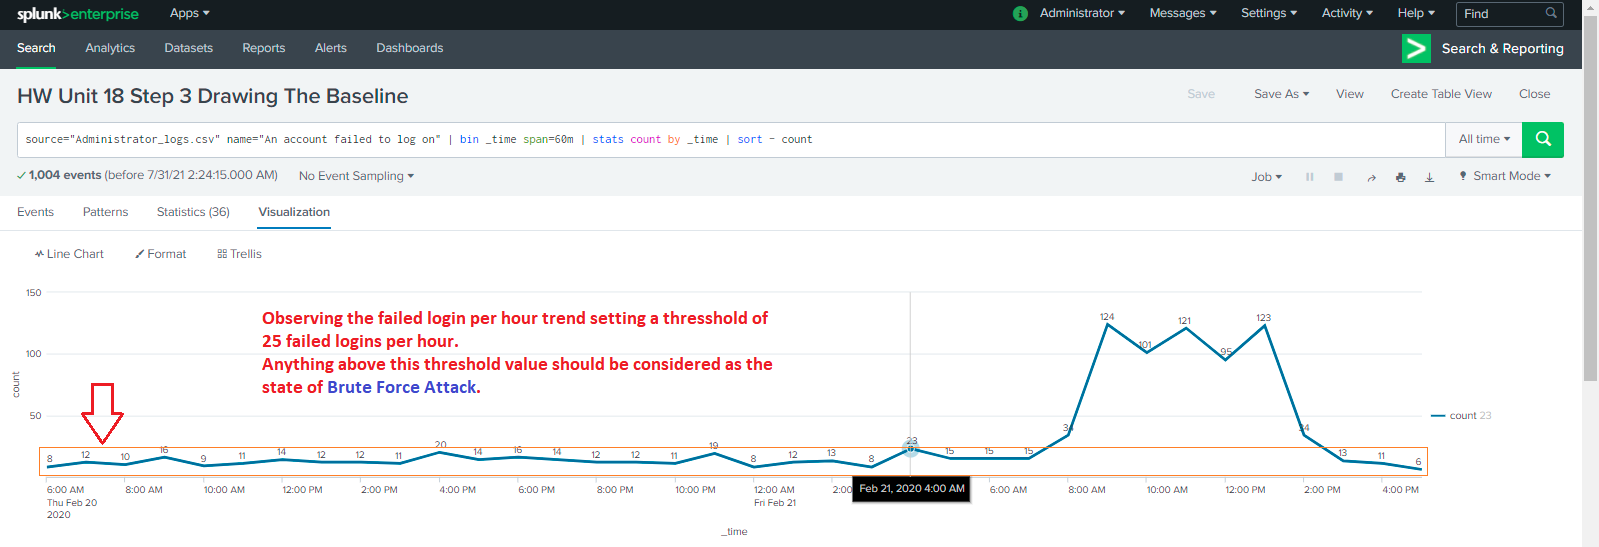 splunk>enterprise Apps ▾ Administrator ▾ Messages ▾ Settings ▾ Activity ▾ Help ▾ Find
Search Analytics Datasets Reports Alerts Dashboards Search & Reporting
HW Unit 18 Step 3 Drawing The Baseline Save Save As ▾ View Create Table View Close
source="Administrator_logs.csv" name="An account failed to log on" | bin _time span=60m | stats count by _time | sort - count All time ▾
✓ 1,004 events (before 7/31/21 2:24:15.000 AM) No Event Sampling ▾ Job ▾ Smart Mode ▾
Events Patterns Statistics (36) Visualization
Line Chart Format Trellis
150
Observing the failed login per hour trend setting a thresshold of
25 failed logins per hour.
Anything above this threshold value should be considered as the
state of Brute Force Attack.
124 101 121 95 123
100
count
50
count 23
34 34
8 12 10 16 9 11 14 12 12 11 20 14 16 14 12 12 11 19 8 12 13 8 23 15 15 15 13 11 6
6:00 AM 8:00 AM 10:00 AM 12:00 PM 2:00 PM 4:00 PM 6:00 PM 8:00 PM 10:00 PM 12:00 AM 2:00 Feb 21, 2020 4:00 AM 6:00 AM 8:00 AM 10:00 AM 12:00 PM 2:00 PM 4:00 PM
Thu Feb 20 Fri Feb 21
2020
_time